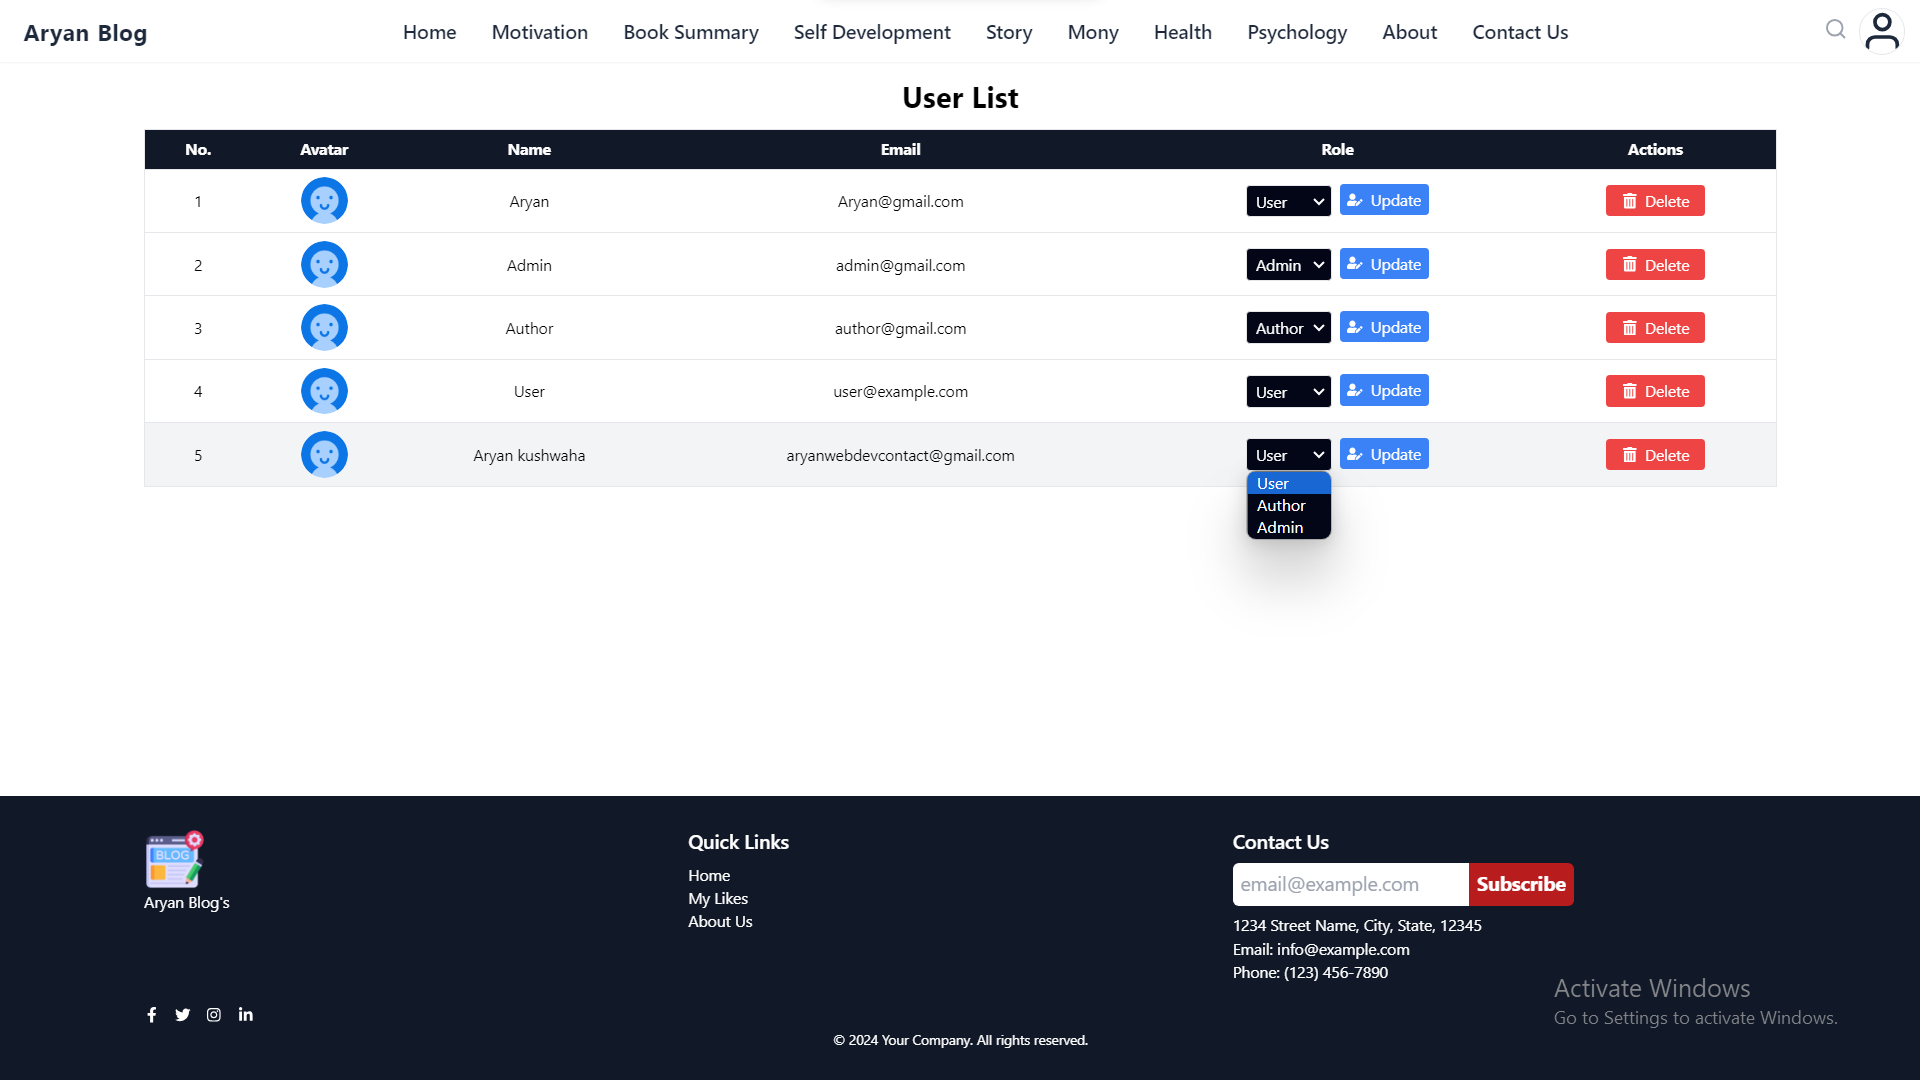 Aryan Blog
Home Motivation Book Summary Self Development Story Mony Health Psychology About Contact Us
User List
No. Avatar Name Email Role Actions
1 Aryan Aryan@gmail.com User Update Delete
2 Admin admin@gmail.com Admin Update Delete
3 Author author@gmail.com Author Update Delete
4 User user@example.com User Update Delete
5 Aryan kushwaha aryanwebdevcontact@gmail.com User Update Delete
User
Author
Admin
BLOG
Aryan Blog's
Quick Links
Home
My Likes
About Us
Contact Us
email@example.com Subscribe
1234 Street Name, City, State, 12345
Email: info@example.com
Phone: (123) 456-7890
Activate Windows
Go to Settings to activate Windows.
© 2024 Your Company. All rights reserved.